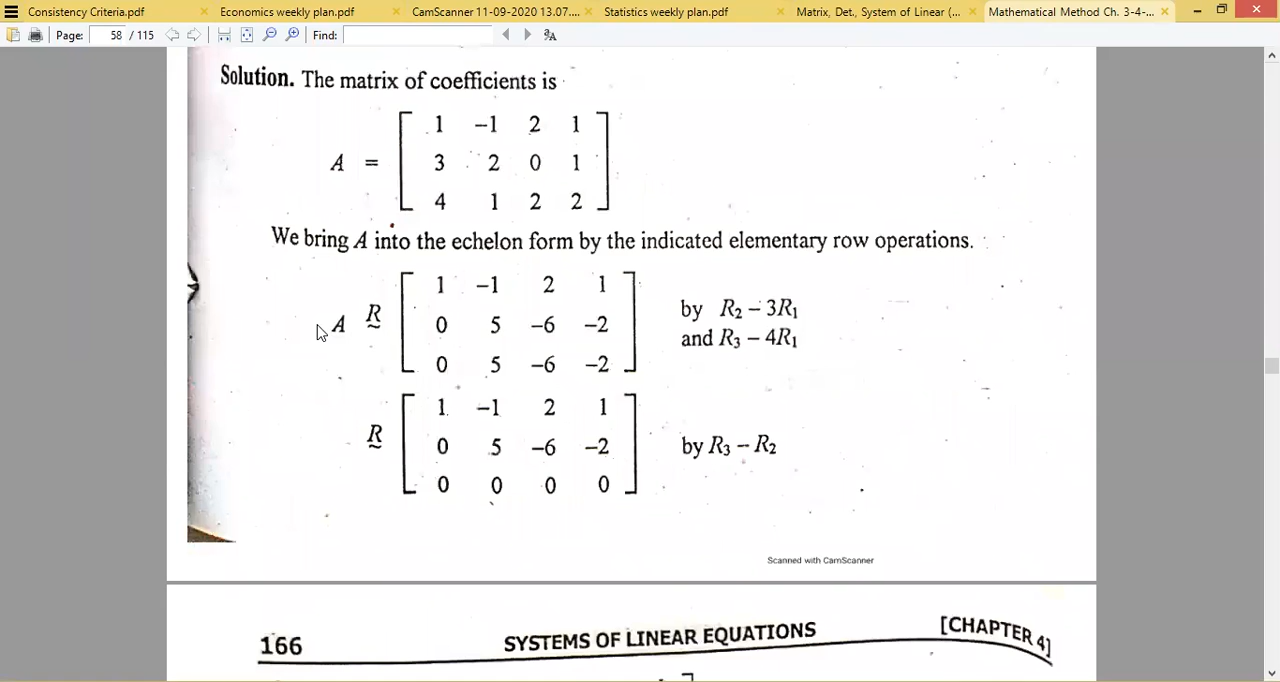 Consistency Criteria.pdf × Economics weekly plan.pdf × CamScanner 11-09-2020 13.07.... × Statistics weekly plan.pdf × Matrix, Det., System of Linear (... × Mathematical Method Ch. 3-4-... ×
Page: 58 / 115 Find:
Solution. The matrix of coefficients is
1 −1 2 1
A = 3 2 0 1
4 1 2 2
We bring A into the echelon form by the indicated elementary row operations.
1 −1 2 1
A R~ 0 5 −6 −2 by R2 − 3R1
and R3 − 4R1
0 5 −6 −2
1 −1 2 1
R~ 0 5 −6 −2 by R3 − R2
0 0 0 0
Scanned with CamScanner
166 SYSTEMS OF LINEAR EQUATIONS [CHAPTER 4]